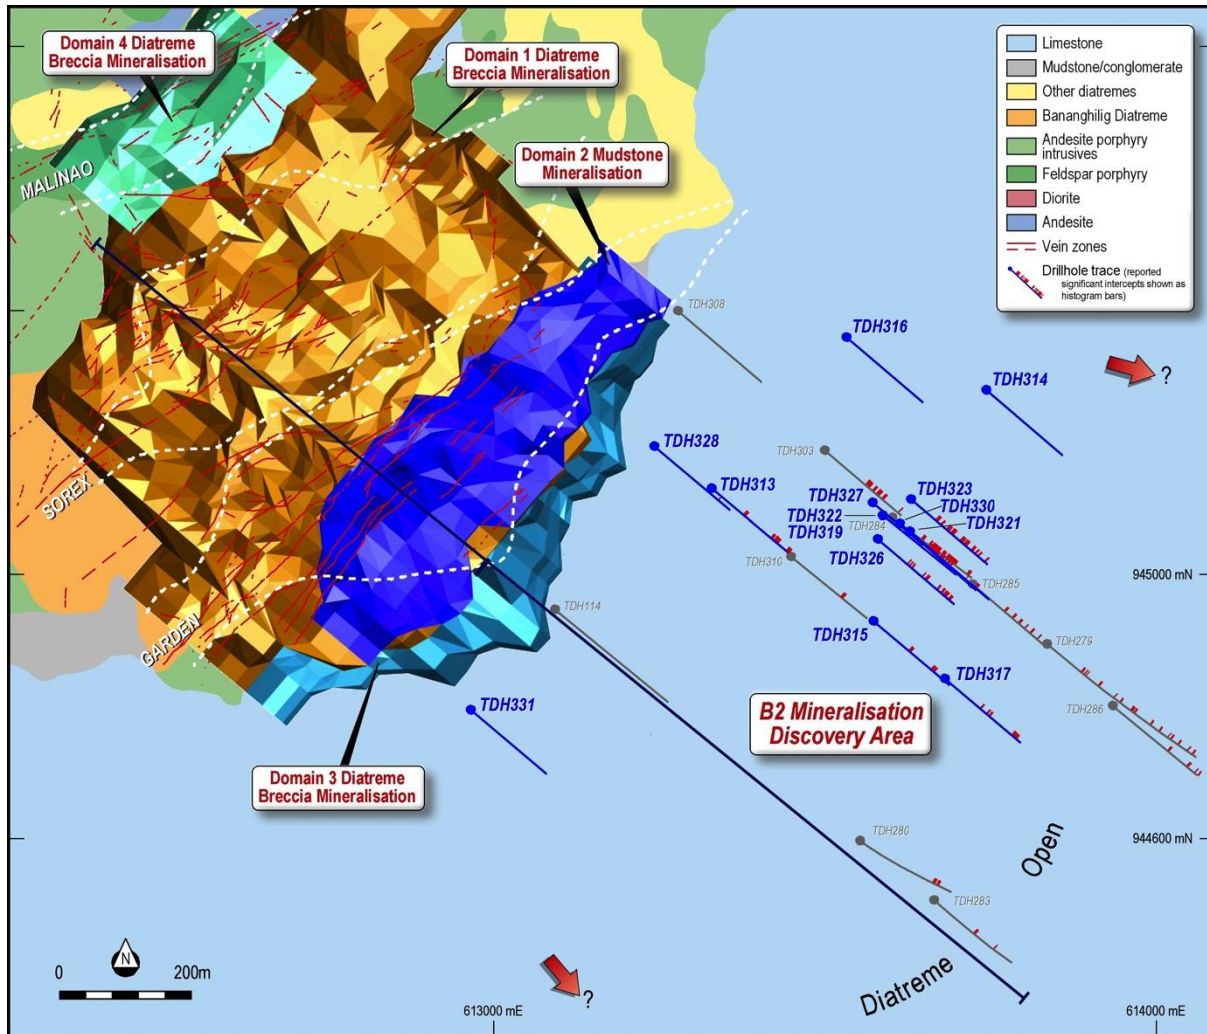 Domain 4 Diatreme
Breccia Mineralisation
Domain 1 Diatreme
Breccia Mineralisation
Domain 2 Mudstone
Mineralisation
Limestone
Mudstone/conglomerate
Other diatremes
Bananghilig Diatreme
Andesite porphyry
intrusives
Feldspar porphyry
Diorite
Andesite
Vein zones
Drillhole trace (reported
significant intercepts shown as
histogram bars)
MALINAO
SOREX
GARDEN
TDH308
TDH316
TDH314
?
TDH328
TDH303
TDH313
TDH327
TDH323
TDH322
TDH330
TDH284
TDH321
TDH319
TDH326
TDH310
TDH285
945000 mN
TDH114
TDH315
TDH279
TDH317
TDH286
TDH331
B2 Mineralisation
Discovery Area
Domain 3 Diatreme
Breccia Mineralisation
TDH280
944600 mN
Open
TDH283
Diatreme
N
0 200m
?
613000 mE
614000 mE